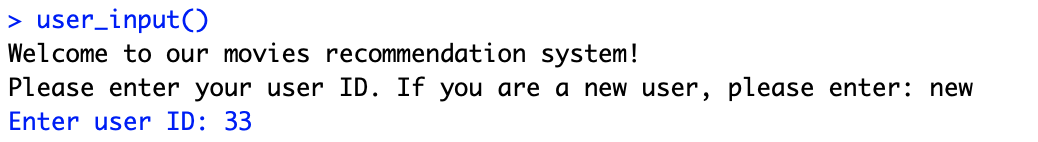 > user_input()
Welcome to our movies recommendation system!
Please enter your user ID. If you are a new user, please enter: new
Enter user ID: 33